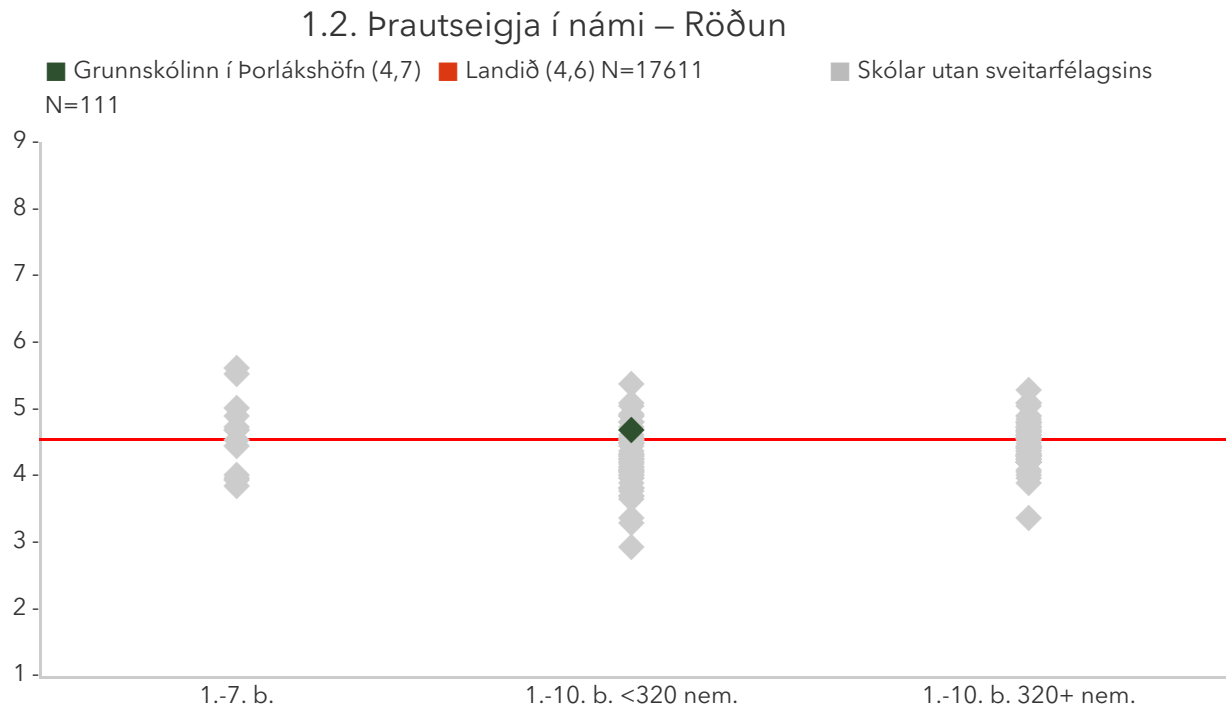 1.2. Þrautseigja í námi – Röðun
Grunnskólinn í Þorlákshöfn (4,7) Landið (4,6) N=17611 Skólar utan sveitarfélagsins
N=111
9
8
7
6
5
4
3
2
1
1.-7. b. 1.-10. b. <320 nem. 1.-10. b. 320+ nem.